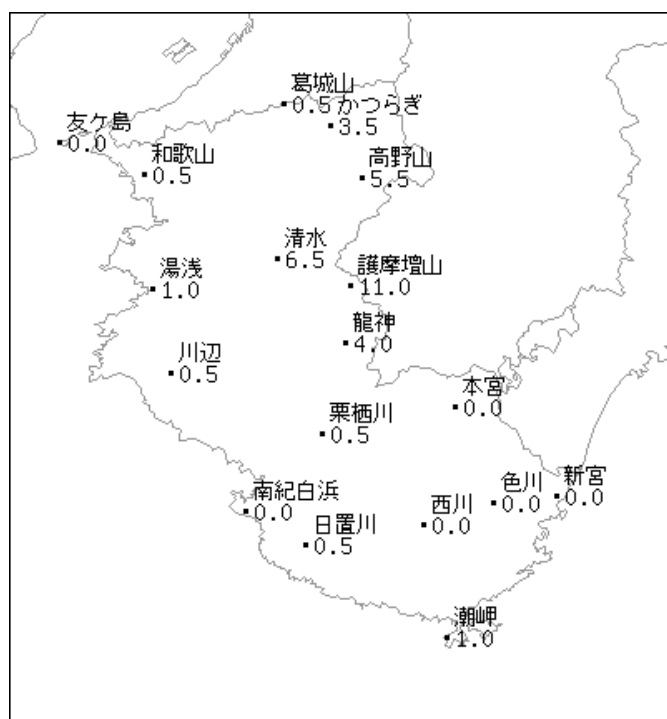 葛城山
0.5 かつらぎ
3.5
友ケ島
0.0
和歌山
0.5
高野山
5.5
清水
6.5
湯浅
1.0
護摩壇山
11.0
龍神
4.0
川辺
0.5
本宮
0.0
栗栖川
0.5
南紀白浜
0.0
日置川
0.5
西川
0.0
色川
0.0
新宮
0.0
潮岬
1.0